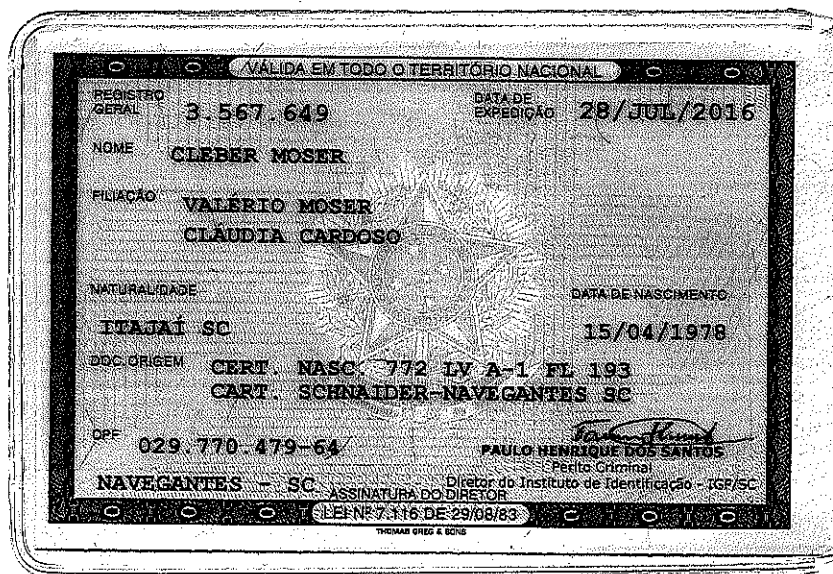 VÁLIDA EM TODO O TERRITÓRIO NACIONAL
REGISTRO GERAL 3.567.649 DATA DE EXPEDIÇÃO 28/JUL/2016
NOME CLEBER MOSER
FILIAÇÃO VALÉRIO MOSER
CLÁUDIA CARDOSO
NATURALIDADE DATA DE NASCIMENTO
ITAJAÍ SC 15/04/1978
DOC. ORIGEM CERT. NASC. 772 LV A-1 FL 193
CART. SCHNAIDER-NAVEGANTES SC
CPF 029.770.479-64
PAULO HENRIQUE DOS SANTOS
Perito Criminal
NAVEGANTES - SC Diretor do Instituto de Identificação - IGP/SC
ASSINATURA DO DIRETOR
LEI Nº 7.116 DE 29/08/83
THOMAS GREG & SONS